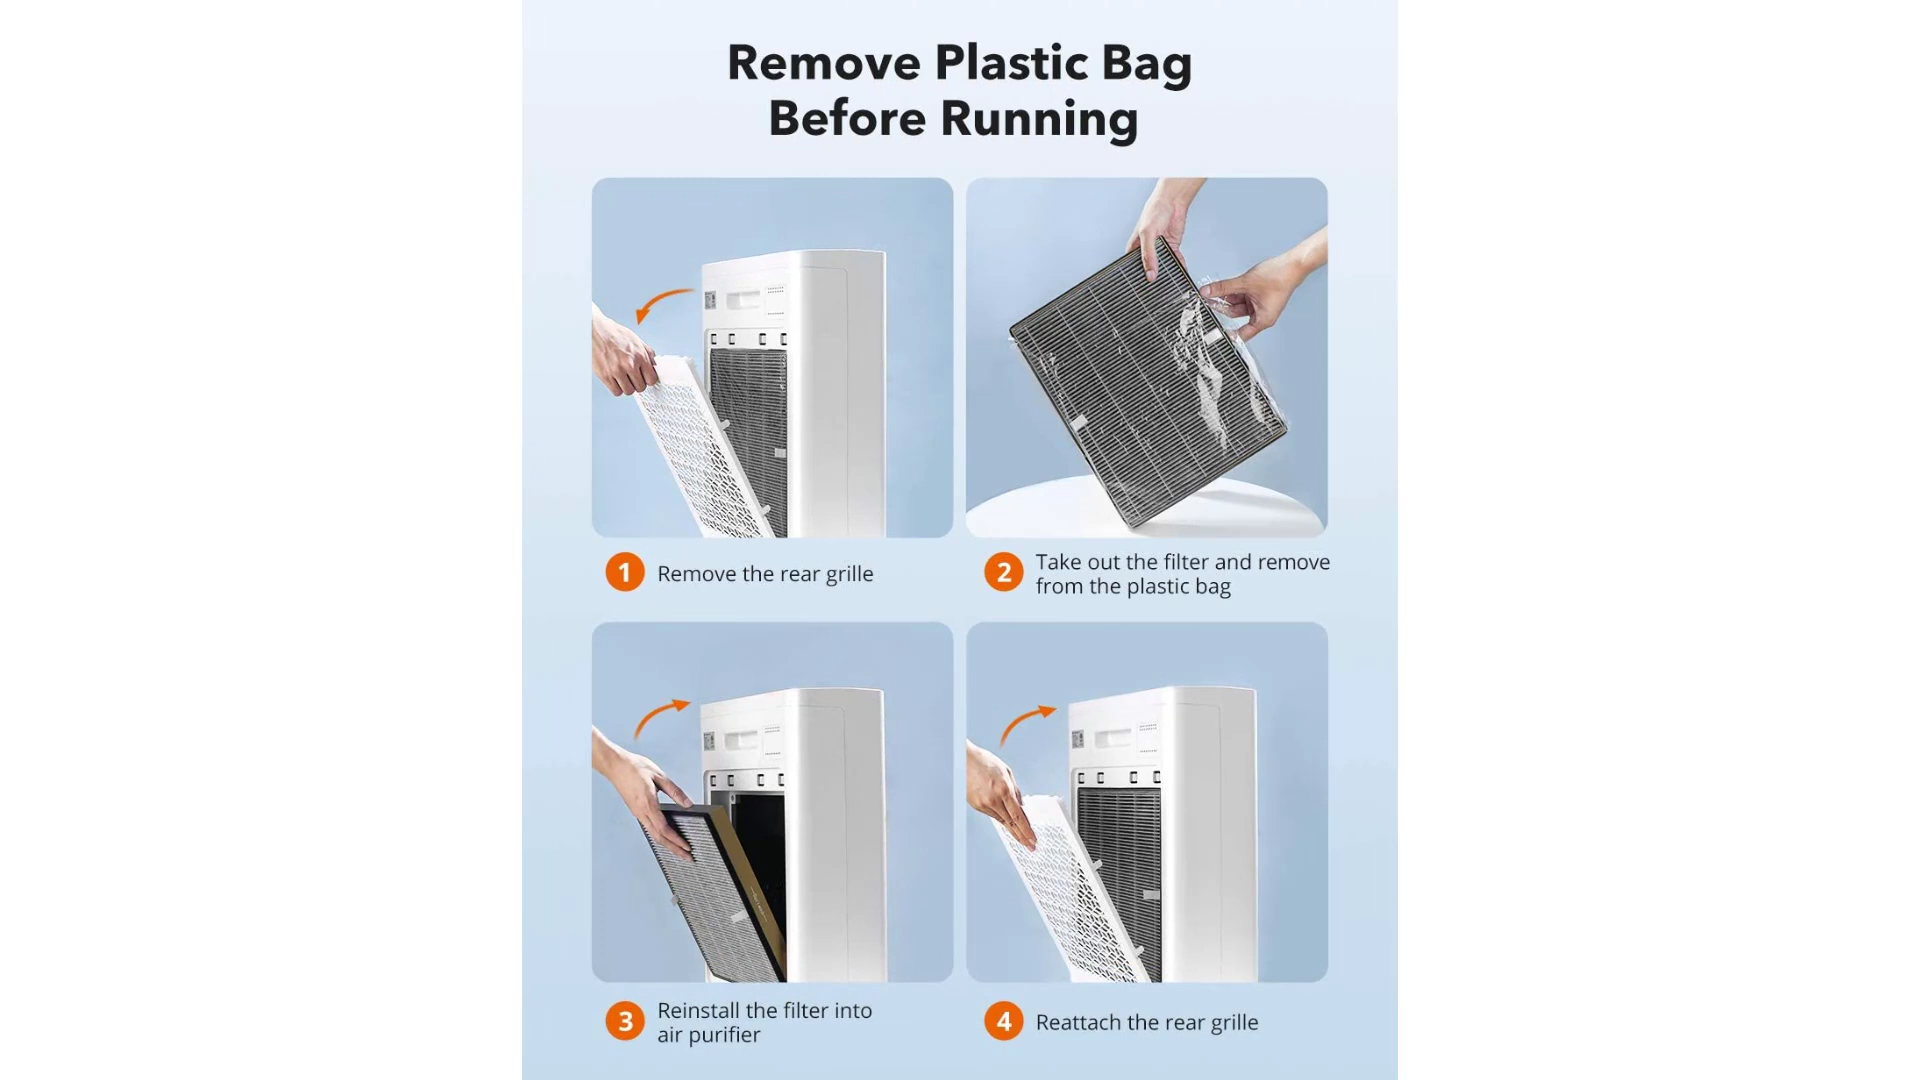 Remove Plastic Bag
Before Running
1 Remove the rear grille
2 Take out the filter and remove
from the plastic bag
3 Reinstall the filter into
air purifier
4 Reattach the rear grille